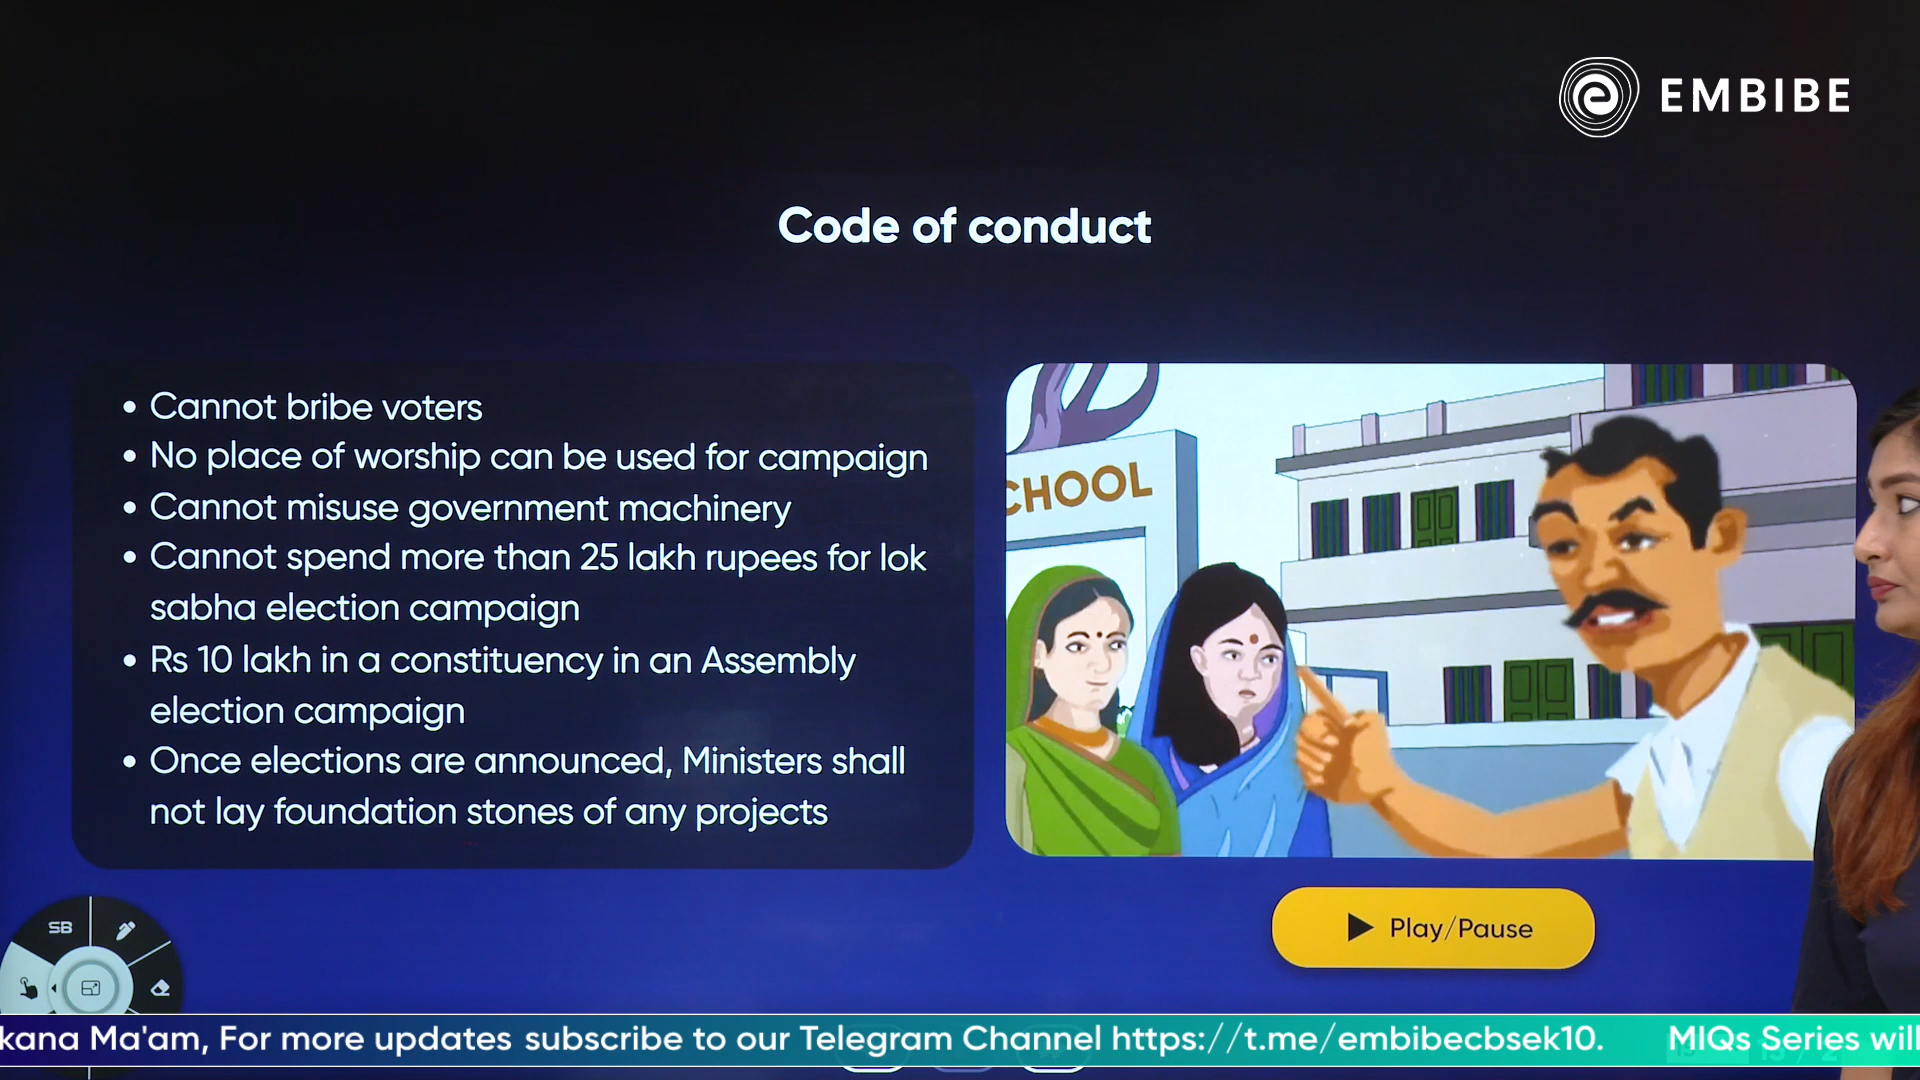 EMBIBE
Code of conduct
• Cannot bribe voters
• No place of worship can be used for campaign
• Cannot misuse government machinery
• Cannot spend more than 25 lakh rupees for lok
sabha election campaign
• Rs 10 lakh in a constituency in an Assembly
election campaign
• Once elections are announced, Ministers shall
not lay foundation stones of any projects
CHOOL
Play/Pause
SB
kana Ma'am, For more updates subscribe to our Telegram Channel https://t.me/embibecbsek10. MIQs Series will